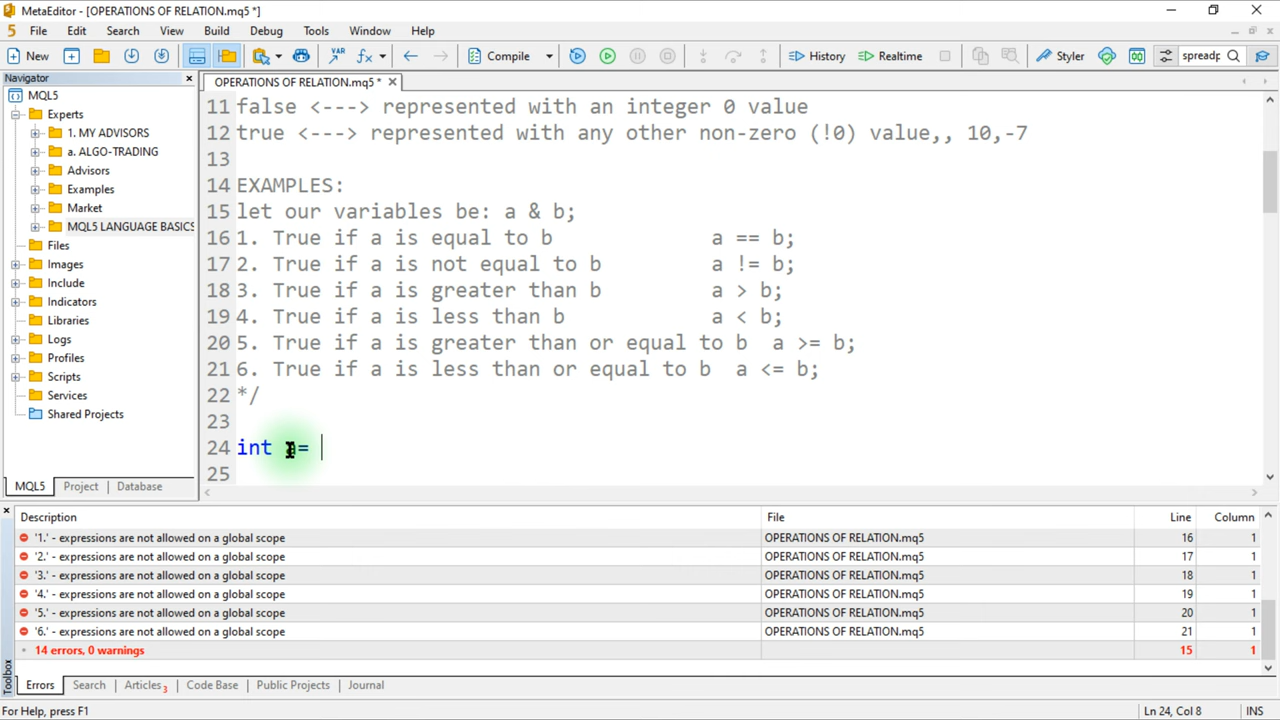 MetaEditor - [OPERATIONS OF RELATION.mq5 *]
5 File Edit Search View Build Debug Tools Window Help
New Compile History Realtime Styler
Navigator
OPERATIONS OF RELATION.mq5 *
MQL5
Experts
1. MY ADVISORS
a. ALGO-TRADING
Advisors
Examples
Market
MQL5 LANGUAGE BASICS
Files
Images
Include
Indicators
Libraries
Logs
Profiles
Scripts
Services
Shared Projects
MQL5 Project Database
11 false <---> represented with an integer 0 value
12 true <---> represented with any other non-zero (!0) value,, 10,-7
13
14 EXAMPLES:
15 let our variables be: a & b;
16 1. True if a is equal to b a == b;
17 2. True if a is not equal to b a != b;
18 3. True if a is greater than b a > b;
19 4. True if a is less than b a < b;
20 5. True if a is greater than or equal to b a >= b;
21 6. True if a is less than or equal to b a <= b;
22 */
23
24 int a=
25
Description File Line Column
'1.' - expressions are not allowed on a global scope OPERATIONS OF RELATION.mq5 16 1
'2.' - expressions are not allowed on a global scope OPERATIONS OF RELATION.mq5 17 1
'3.' - expressions are not allowed on a global scope OPERATIONS OF RELATION.mq5 18 1
'4.' - expressions are not allowed on a global scope OPERATIONS OF RELATION.mq5 19 1
'5.' - expressions are not allowed on a global scope OPERATIONS OF RELATION.mq5 20 1
'6.' - expressions are not allowed on a global scope OPERATIONS OF RELATION.mq5 21 1
14 errors, 0 warnings 15 1
Toolbox
Errors Search Articles 3 Code Base Public Projects Journal
For Help, press F1 Ln 24, Col 8 INS